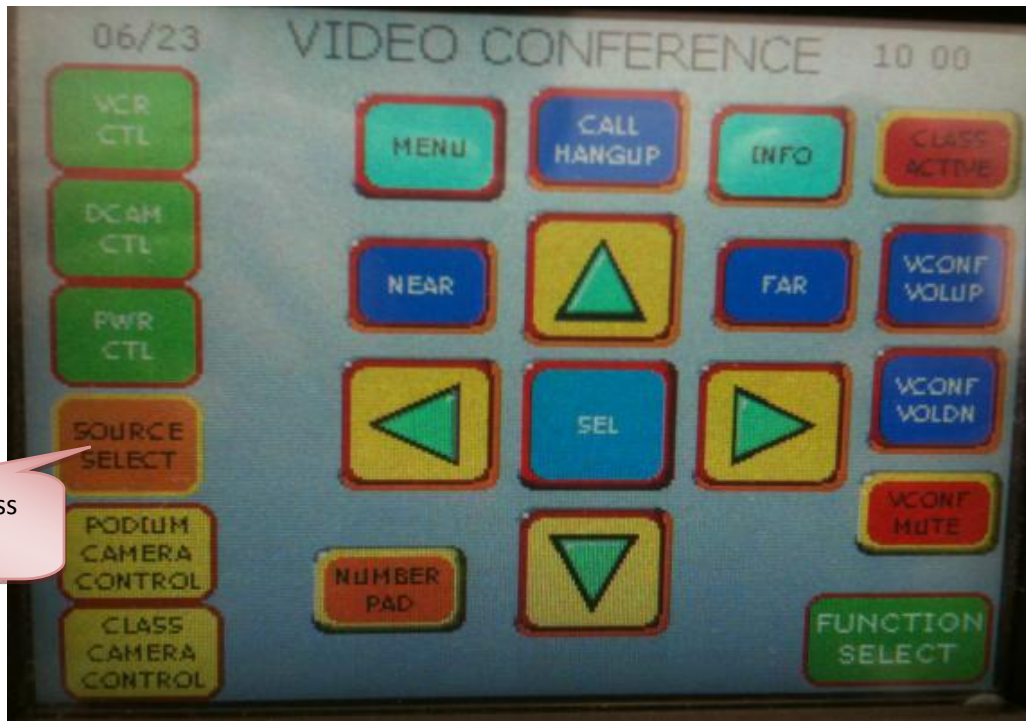 06/23
VIDEO CONFERENCE
10 00
VCR
CTL
MENU
CALL
HANGUP
INFO
CLASS
ACTIVE
DCAM
CTL
NEAR
FAR
VCONF
VOLUP
PWR
CTL
SOURCE
SELECT
SEL
VCONF
VOLDN
PODIUM
CAMERA
CONTROL
NUMBER
PAD
VCONF
MUTE
CLASS
CAMERA
CONTROL
FUNCTION
SELECT